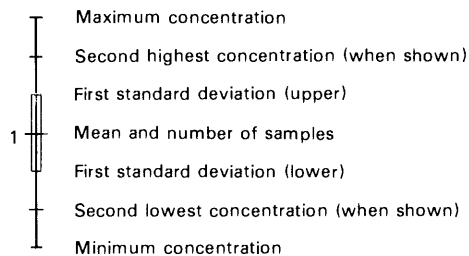 Maximum concentration
Second highest concentration (when shown)
First standard deviation (upper)
1 Mean and number of samples
First standard deviation (lower)
Second lowest concentration (when shown)
Minimum concentration